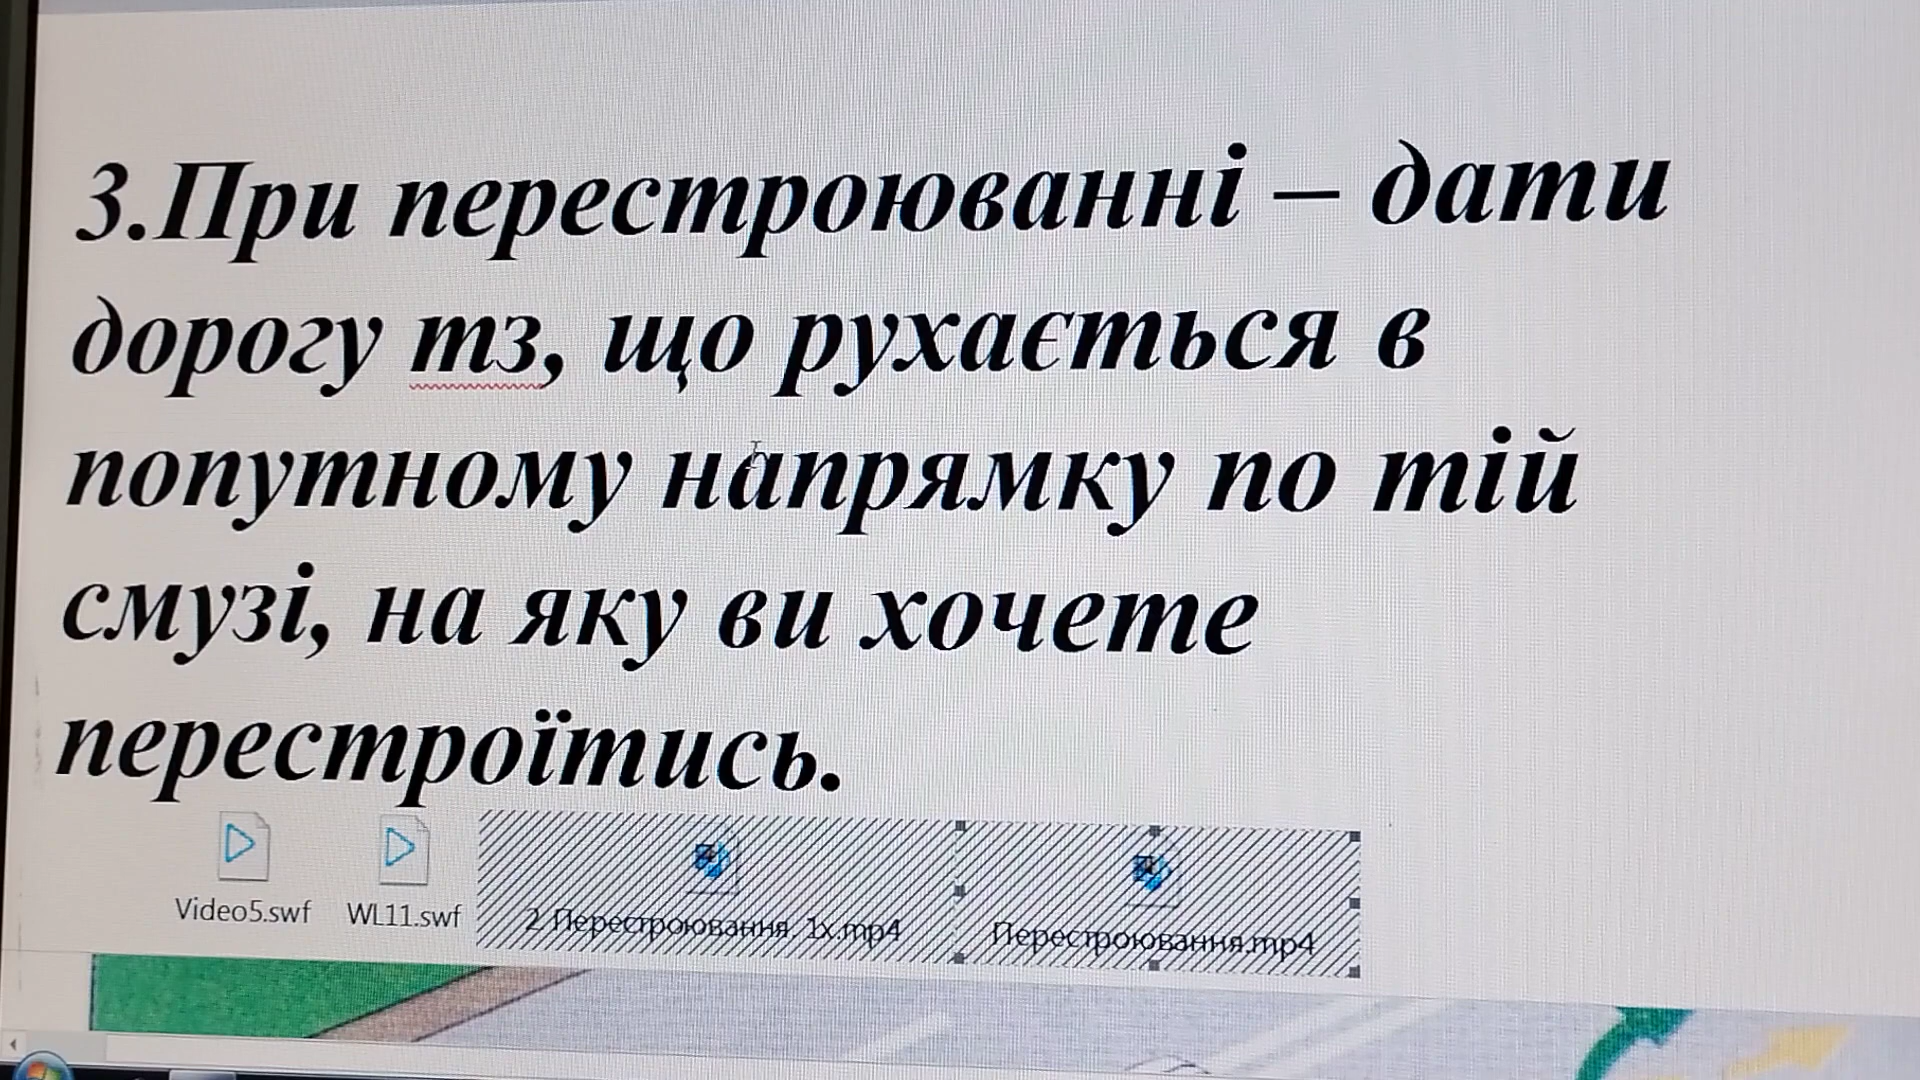 3.При перестроюванні – дати
дорогу тз, що рухається в
попутному напрямку по тій
смузі, на яку ви хочете
перестроїтись.
Video5.swf WL11.swf 2 Перестроювання. 1x.mp4 Перестроювання.mp4